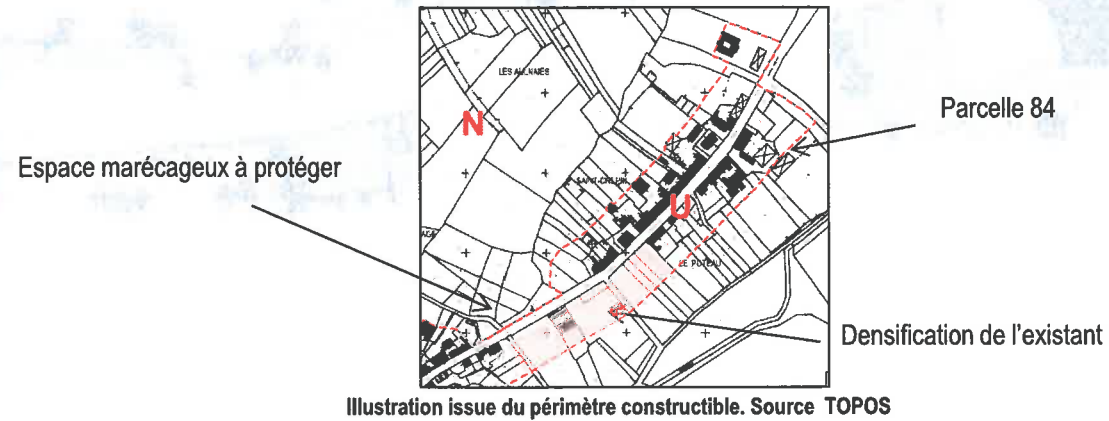 LES AULNAIES
N
Parcelle 84
Espace marécageux à protéger
U
LE POTEAU
Densification de l'existant
Illustration issue du périmètre constructible. Source TOPOS